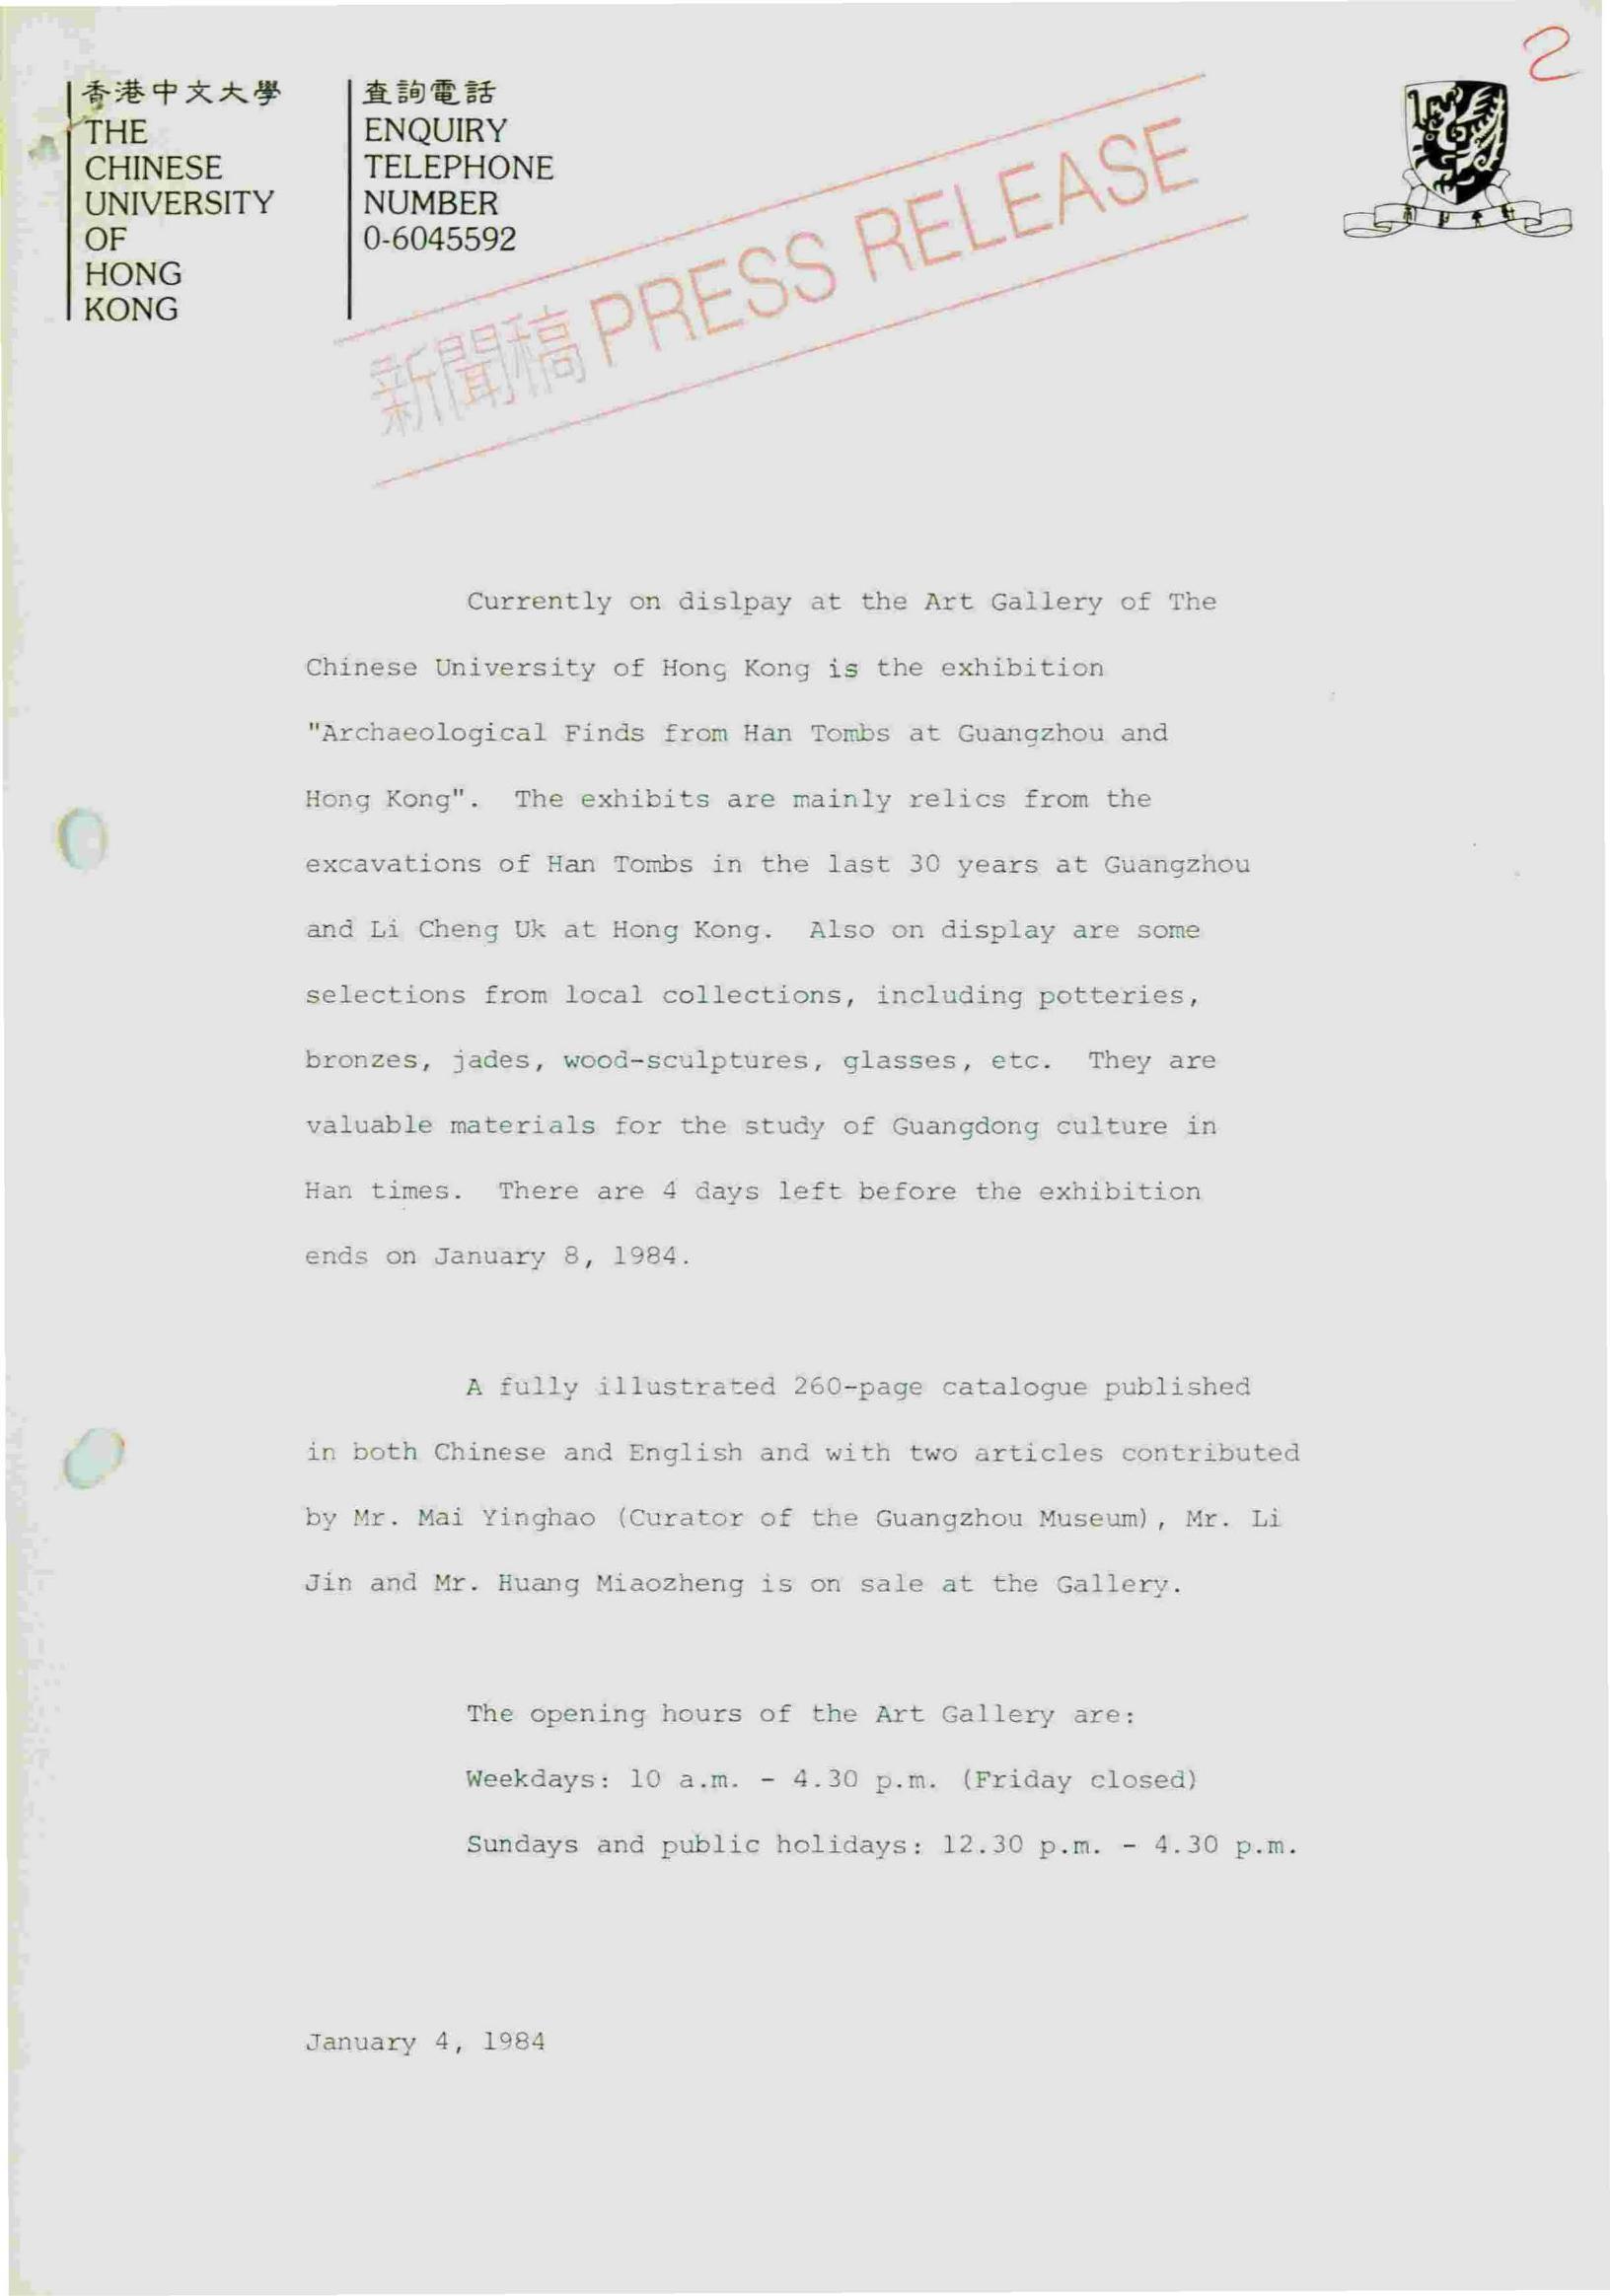 2
香港中文大學
THE
CHINESE
UNIVERSITY
OF
HONG
KONG
查詢電話
ENQUIRY
TELEPHONE
NUMBER
0-6045592
新聞稿 PRESS RELEASE
Currently on dislpay at the Art Gallery of The
Chinese University of Hong Kong is the exhibition
"Archaeological Finds from Han Tombs at Guangzhou and
Hong Kong". The exhibits are mainly relics from the
excavations of Han Tombs in the last 30 years at Guangzhou
and Li Cheng Uk at Hong Kong. Also on display are some
selections from local collections, including potteries,
bronzes, jades, wood-sculptures, glasses, etc. They are
valuable materials for the study of Guangdong culture in
Han times. There are 4 days left before the exhibition
ends on January 8, 1984.
A fully illustrated 260-page catalogue published
in both Chinese and English and with two articles contributed
by Mr. Mai Yinghao (Curator of the Guangzhou Museum), Mr. Li
Jin and Mr. Huang Miaozheng is on sale at the Gallery.
The opening hours of the Art Gallery are:
Weekdays: 10 a.m. - 4.30 p.m. (Friday closed)
Sundays and public holidays: 12.30 p.m. - 4.30 p.m.
January 4, 1984